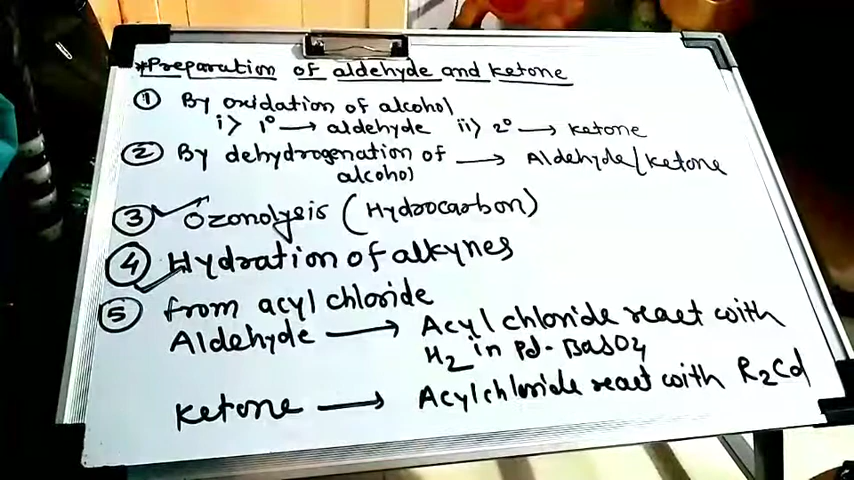 *Preparation of aldehyde and ketone
① By oxidation of alcohol
i> 1° → aldehyde ii> 2° → ketone
② By dehydrogenation of → Aldehyde/ketone
alcohol
③ Ozonolysis (Hydrocarbon)
④ Hydration of alkynes
⑤ from acyl chloride
Aldehyde → Acyl chloride react with
H₂ in Pd-BaSO₄
Ketone → Acylchloride react with R₂Cd